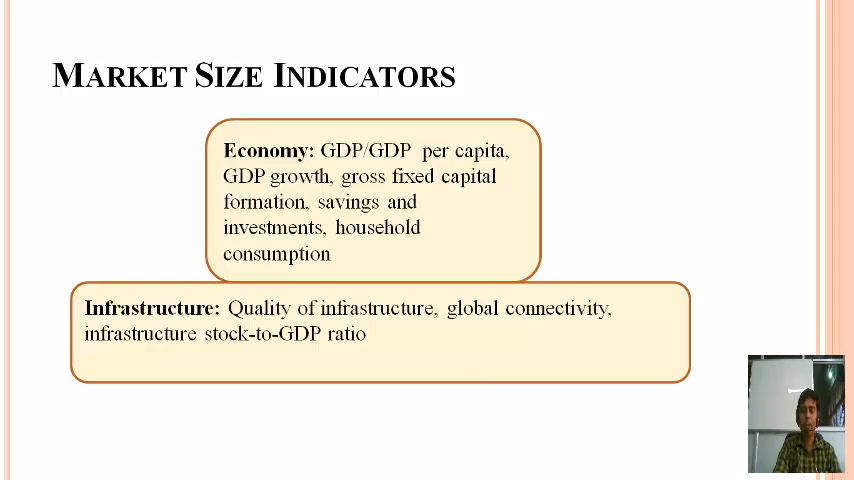 MARKET SIZE INDICATORS
Economy: GDP/GDP per capita,
GDP growth, gross fixed capital
formation, savings and
investments, household
consumption
Infrastructure: Quality of infrastructure, global connectivity,
infrastructure stock-to-GDP ratio